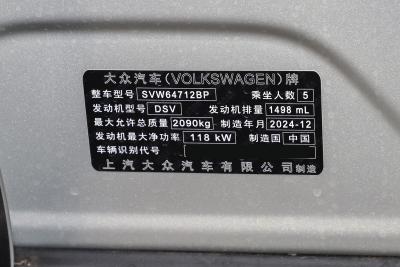 大众汽车(VOLKSWAGEN)牌
整车型号 SVW64712BP 乘坐人数 5
发动机型号 DSV 发动机排量 1498 mL
最大允许总质量 2090kg 制造年月 2024-12
发动机最大净功率 118 kW 制造国 中国
车辆识别代号
上汽大众汽车有限公司制造